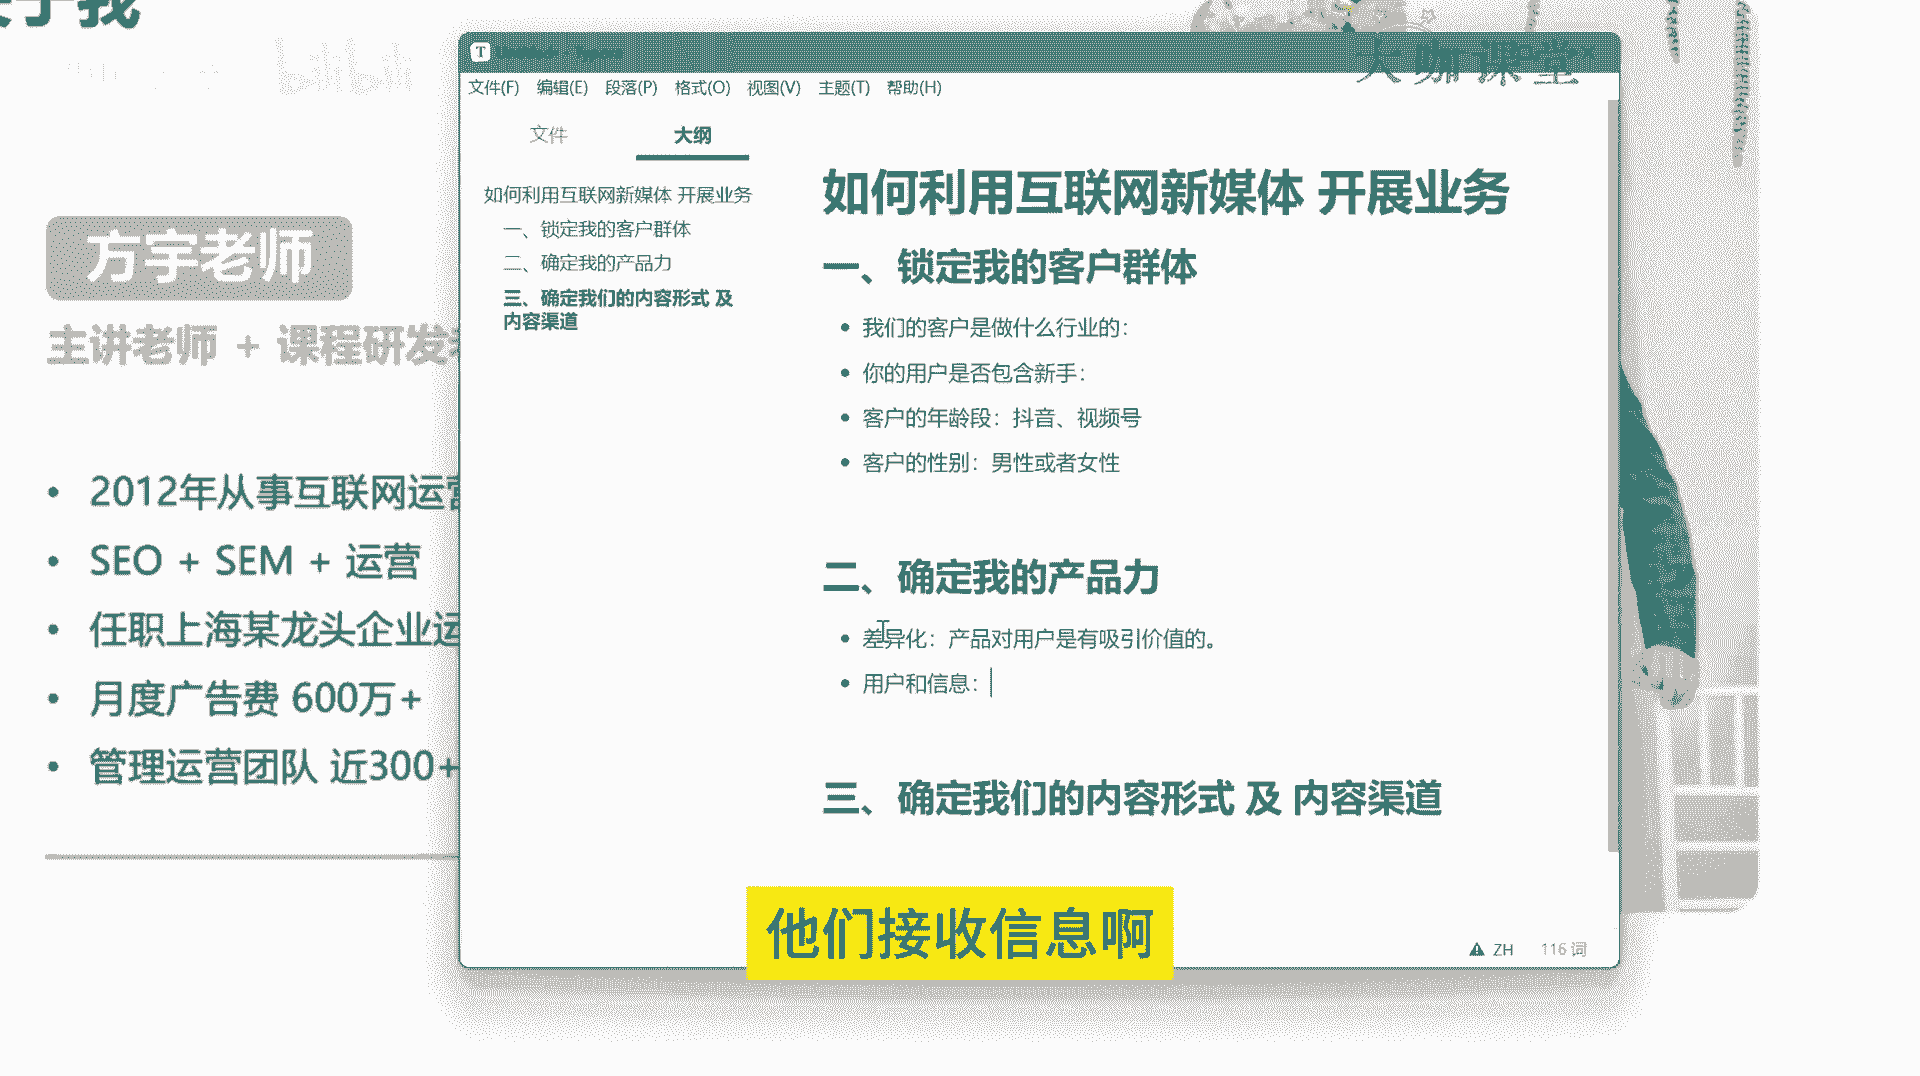 关于我
bilibili
大咖课堂
方宇老师
主讲老师 + 课程研发
2012年从事互联网运营
SEO + SEM + 运营
任职上海某龙头企业运
月度广告费 600万+
管理运营团队 近300+
文件(F) 编辑(E) 段落(P) 格式(O) 视图(V) 主题(T) 帮助(H)
文件 大纲
如何利用互联网新媒体 开展业务
一、锁定我的客户群体
二、确定我的产品力
三、确定我们的内容形式 及
内容渠道
如何利用互联网新媒体 开展业务
一、锁定我的客户群体
我们的客户是做什么行业的：
你的用户是否包含新手：
客户的年龄段：抖音、视频号
客户的性别：男性或者女性
二、确定我的产品力
差异化：产品对用户是有吸引价值的。
用户和信息：
三、确定我们的内容形式 及 内容渠道
ZH 116 词
他们接收信息啊